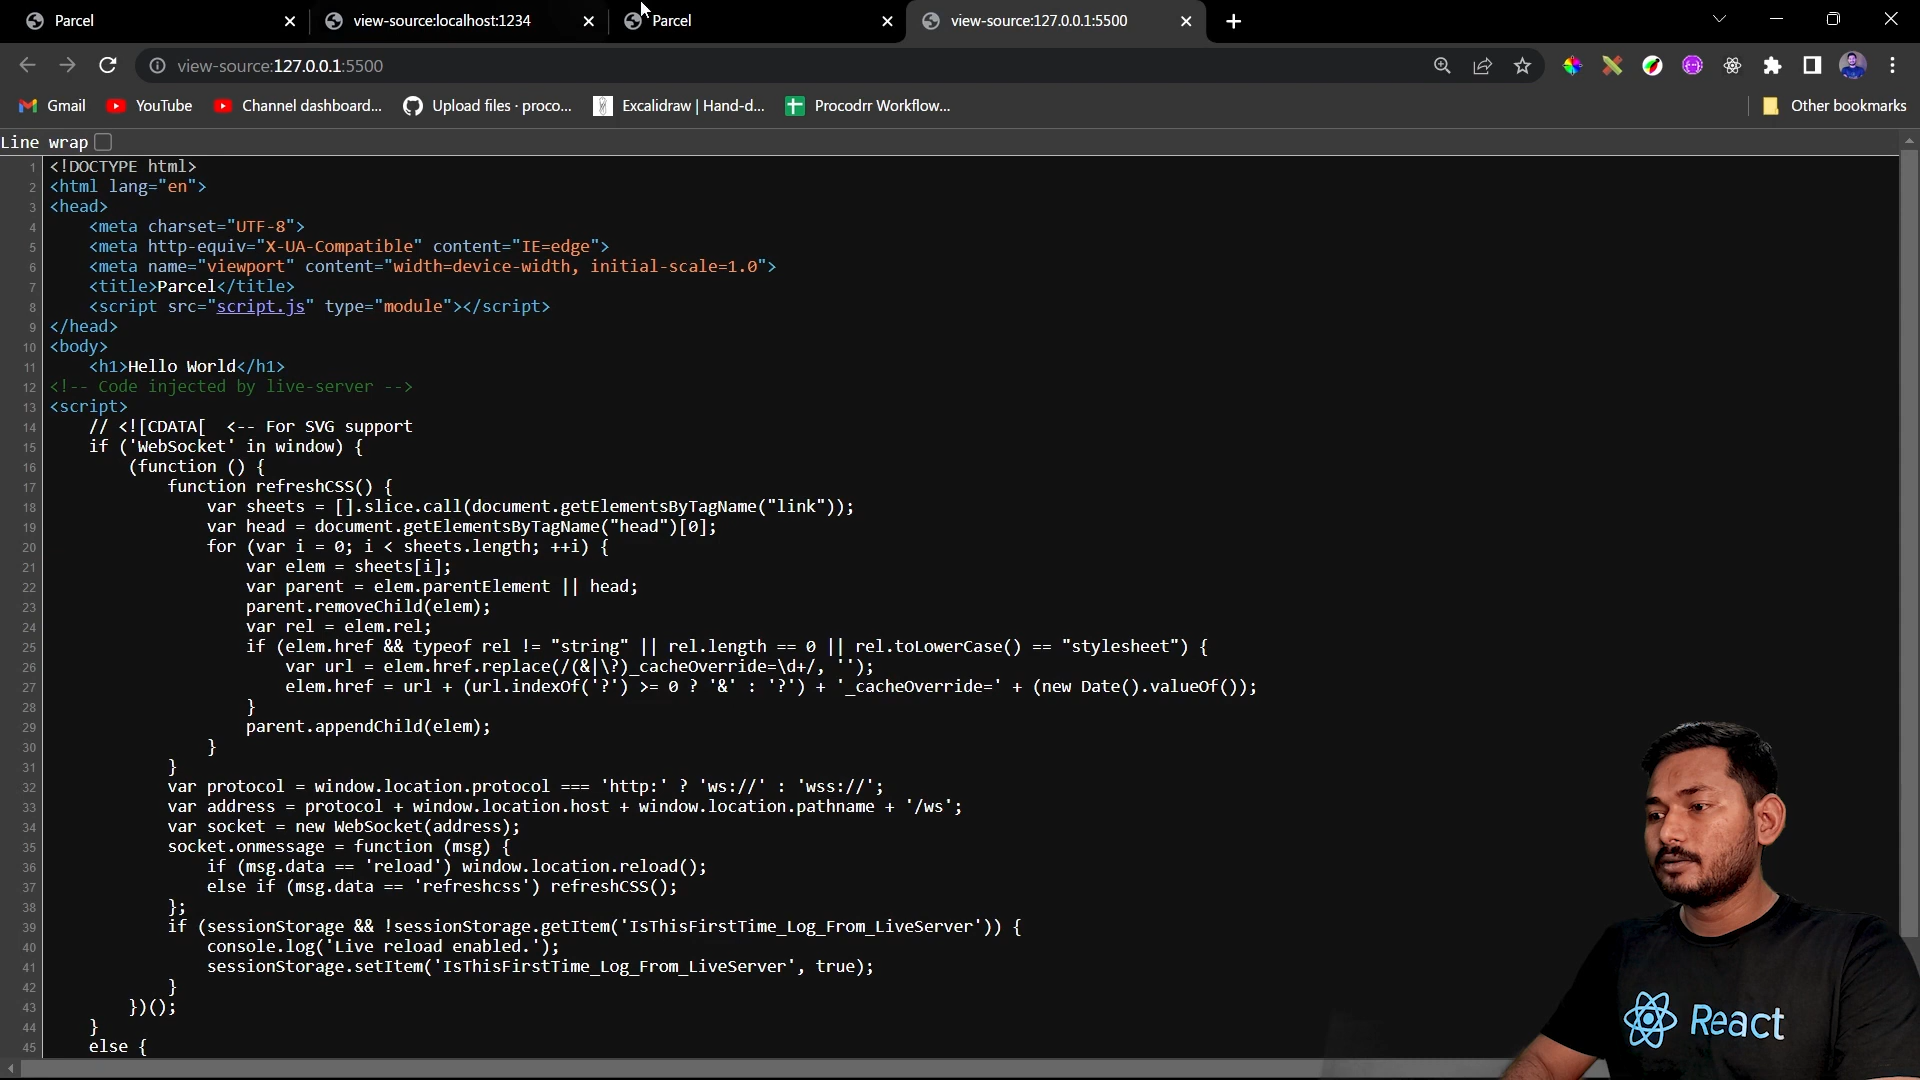 Parcel
view-source:localhost:1234
Parcel
view-source:127.0.0.1:5500
view-source:127.0.0.1:5500
Gmail
YouTube
Channel dashboard...
Upload files · proco...
Excalidraw | Hand-d...
Procodrr Workflow...
Other bookmarks
Line wrap
1 <!DOCTYPE html>
2 <html lang="en">
3 <head>
4     <meta charset="UTF-8">
5     <meta http-equiv="X-UA-Compatible" content="IE=edge">
6     <meta name="viewport" content="width=device-width, initial-scale=1.0">
7     <title>Parcel</title>
8     <script src="script.js" type="module"></script>
9 </head>
10 <body>
11     <h1>Hello World</h1>
12 <!-- Code injected by live-server -->
13 <script>
14     // <![CDATA[  <-- For SVG support
15     if ('WebSocket' in window) {
16         (function () {
17             function refreshCSS() {
18                 var sheets = [].slice.call(document.getElementsByTagName("link"));
19                 var head = document.getElementsByTagName("head")[0];
20                 for (var i = 0; i < sheets.length; ++i) {
21                     var elem = sheets[i];
22                     var parent = elem.parentElement || head;
23                     parent.removeChild(elem);
24                     var rel = elem.rel;
25                     if (elem.href && typeof rel != "string" || rel.length == 0 || rel.toLowerCase() == "stylesheet") {
26                         var url = elem.href.replace(/(&|\?)_cacheOverride=\d+/, '');
27                         elem.href = url + (url.indexOf('?') >= 0 ? '&' : '?') + '_cacheOverride=' + (new Date().valueOf());
28                     }
29                     parent.appendChild(elem);
30                 }
31             }
32             var protocol = window.location.protocol === 'http:' ? 'ws://' : 'wss://';
33             var address = protocol + window.location.host + window.location.pathname + '/ws';
34             var socket = new WebSocket(address);
35             socket.onmessage = function (msg) {
36                 if (msg.data == 'reload') window.location.reload();
37                 else if (msg.data == 'refreshcss') refreshCSS();
38             };
39             if (sessionStorage && !sessionStorage.getItem('IsThisFirstTime_Log_From_LiveServer')) {
40                 console.log('Live reload enabled.');
41                 sessionStorage.setItem('IsThisFirstTime_Log_From_LiveServer', true);
42             }
43         })();
44     }
45     else {
React